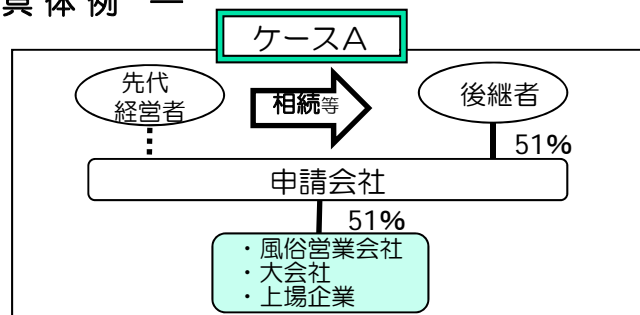 具体例 ー
ケースA
先代
経営者
相続等
後継者
51%
申請会社
51%
・風俗営業会社
・大会社
・上場企業